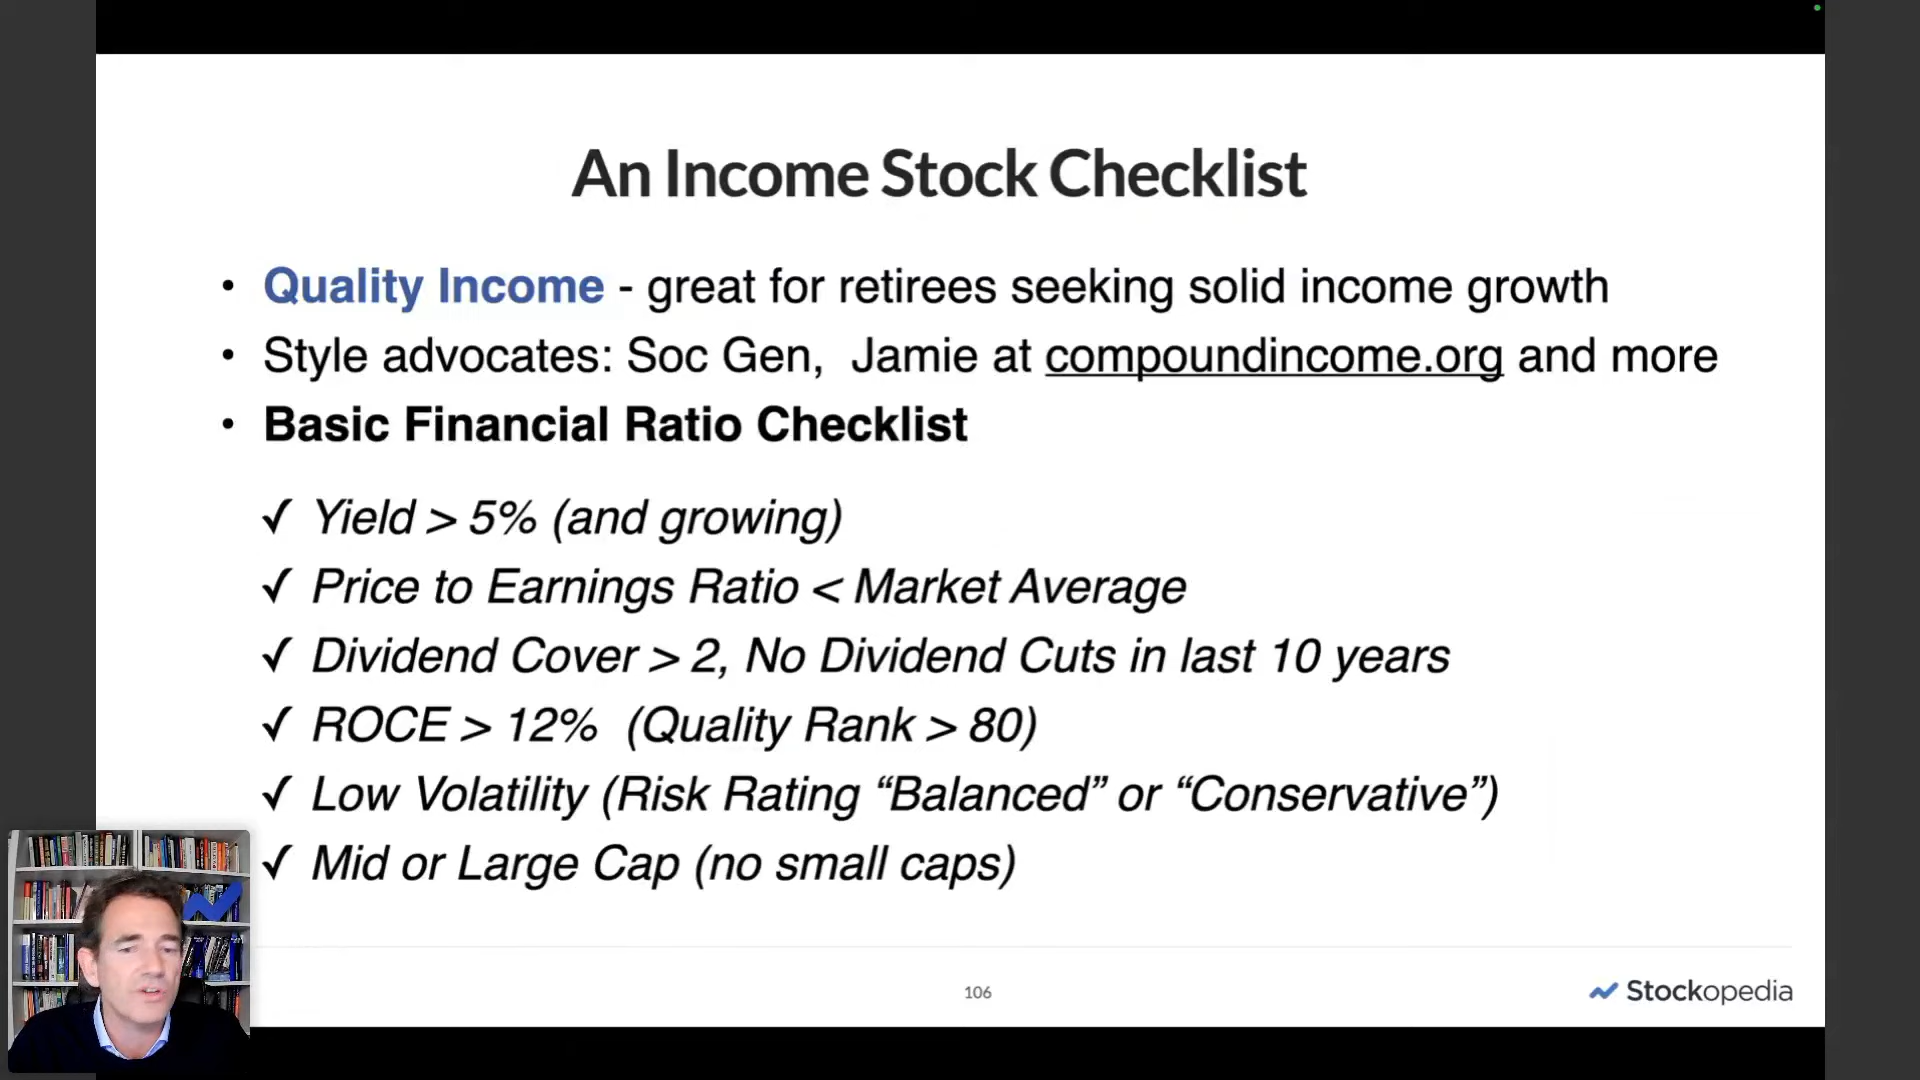 An Income Stock Checklist
• Quality Income - great for retirees seeking solid income growth
• Style advocates: Soc Gen, Jamie at compoundincome.org and more
• Basic Financial Ratio Checklist
✓ Yield > 5% (and growing)
✓ Price to Earnings Ratio < Market Average
✓ Dividend Cover > 2, No Dividend Cuts in last 10 years
✓ ROCE > 12% (Quality Rank > 80)
✓ Low Volatility (Risk Rating “Balanced” or “Conservative”)
✓ Mid or Large Cap (no small caps)
106
Stockopedia